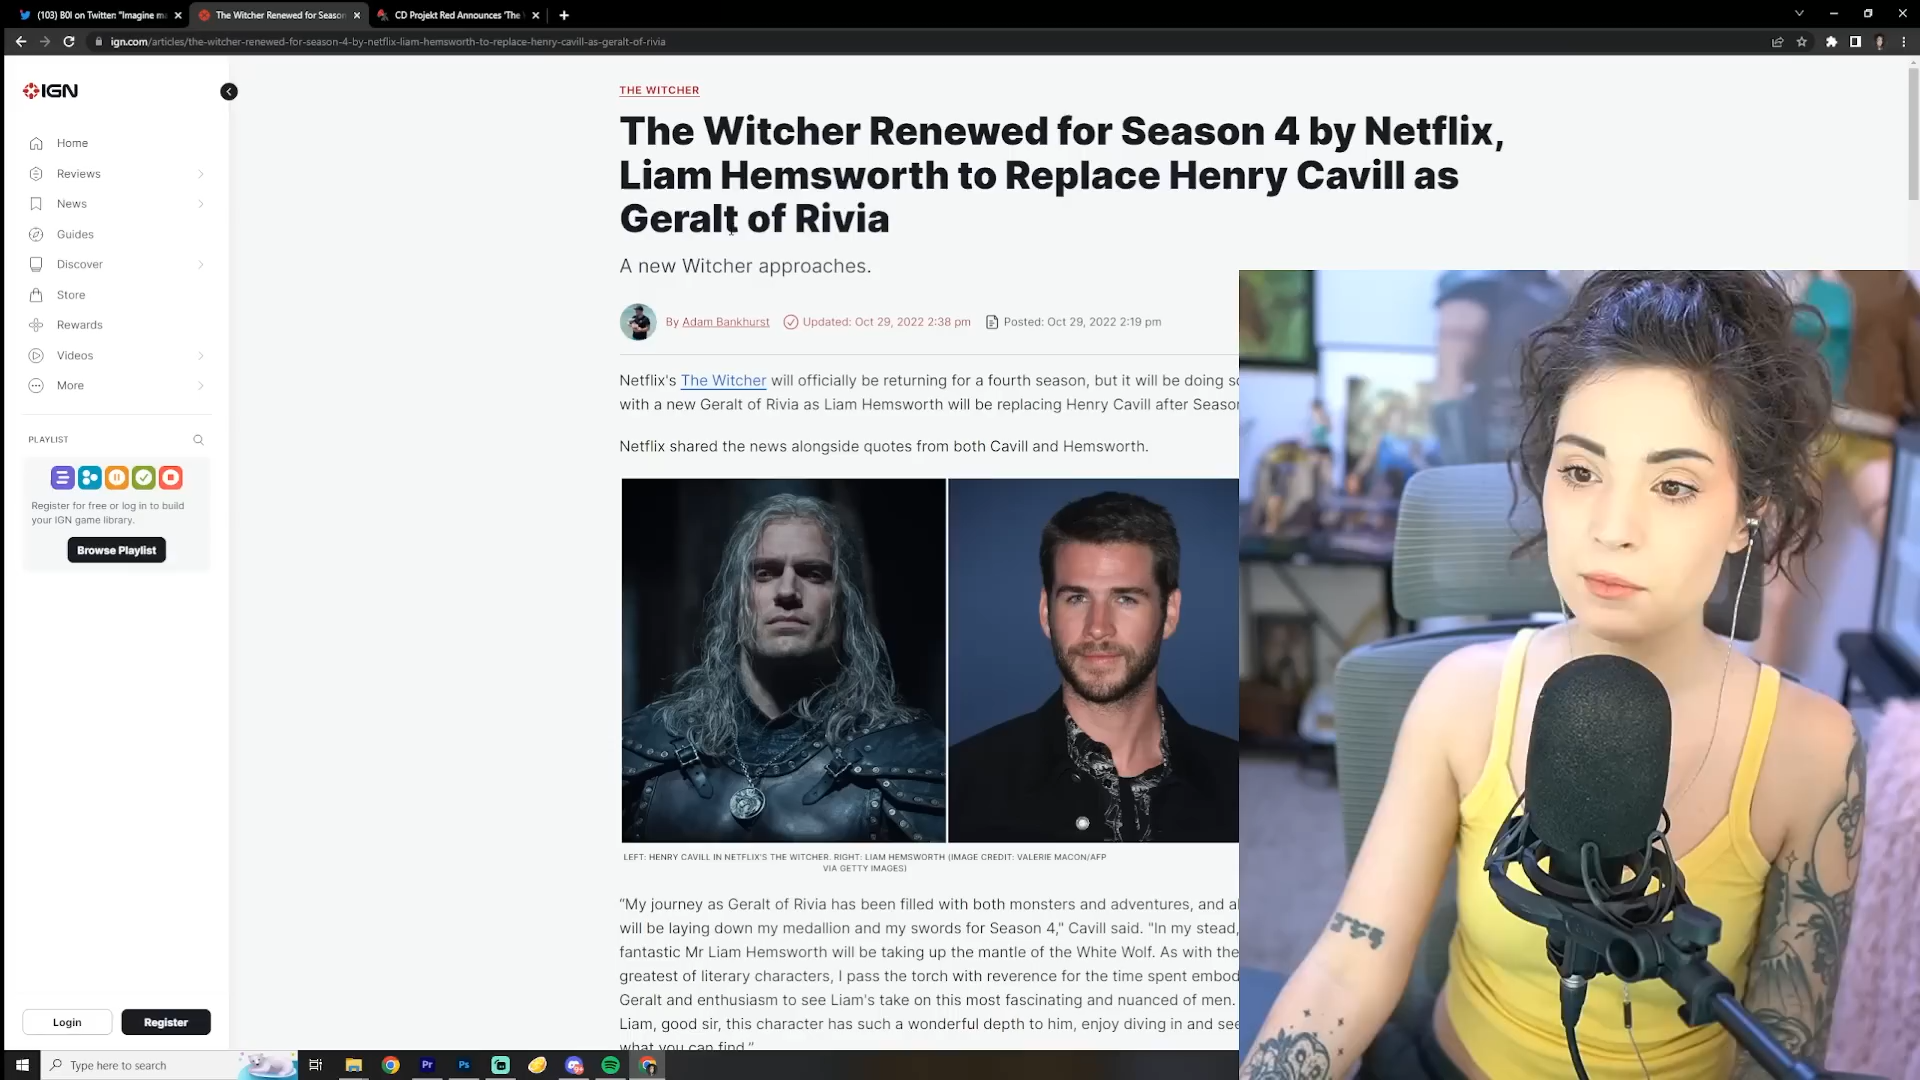 (103) B0I on Twitter: "Imagine m
The Witcher Renewed for Season
CD Projekt Red Announces 'The
ign.com/articles/the-witcher-renewed-for-season-4-by-netflix-liam-hemsworth-to-replace-henry-cavill-as-geralt-of-rivia
IGN
Home
Reviews
News
Guides
Discover
Store
Rewards
Videos
More
PLAYLIST
Register for free or log in to build
your IGN game library.
Browse Playlist
Login
Register
THE WITCHER
The Witcher Renewed for Season 4 by Netflix,
Liam Hemsworth to Replace Henry Cavill as
Geralt of Rivia
A new Witcher approaches.
By Adam Bankhurst Updated: Oct 29, 2022 2:38 pm Posted: Oct 29, 2022 2:19 pm
Netflix's The Witcher will officially be returning for a fourth season, but it will be doing
with a new Geralt of Rivia as Liam Hemsworth will be replacing Henry Cavill after Season
Netflix shared the news alongside quotes from both Cavill and Hemsworth.
LEFT: HENRY CAVILL IN NETFLIX'S THE WITCHER. RIGHT: LIAM HEMSWORTH (IMAGE CREDIT: VALERIE MACON/AFP
VIA GETTY IMAGES)
“My journey as Geralt of Rivia has been filled with both monsters and adventures, and
will be laying down my medallion and my swords for Season 4,” Cavill said. "In my stead,
fantastic Mr Liam Hemsworth will be taking up the mantle of the White Wolf. As with the
greatest of literary characters, I pass the torch with reverence for the time spent
Geralt and enthusiasm to see Liam's take on this most fascinating and nuanced of men.
Liam, good sir, this character has such a wonderful depth to him, enjoy diving in and
what you can find.”
Type here to search
Pr
Ps